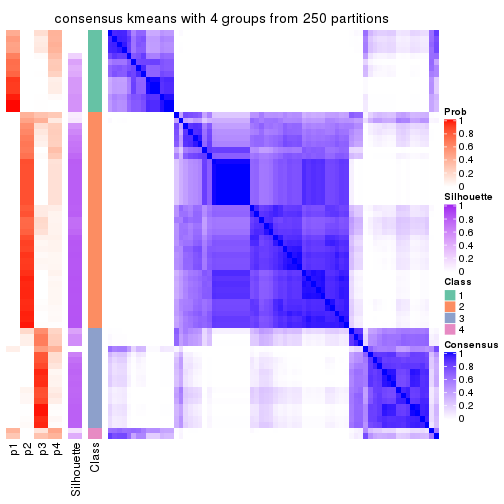 consensus kmeans with 4 groups from 250 partitions
Prob
1
0.8
0.6
0.4
0.2
0
Silhouette
1
0.8
0.6
0.4
0.2
0
Class
1
2
3
4
Consensus
1
0.8
0.6
0.4
0.2
0
p1
p2
p3
p4
Silhouette
Class